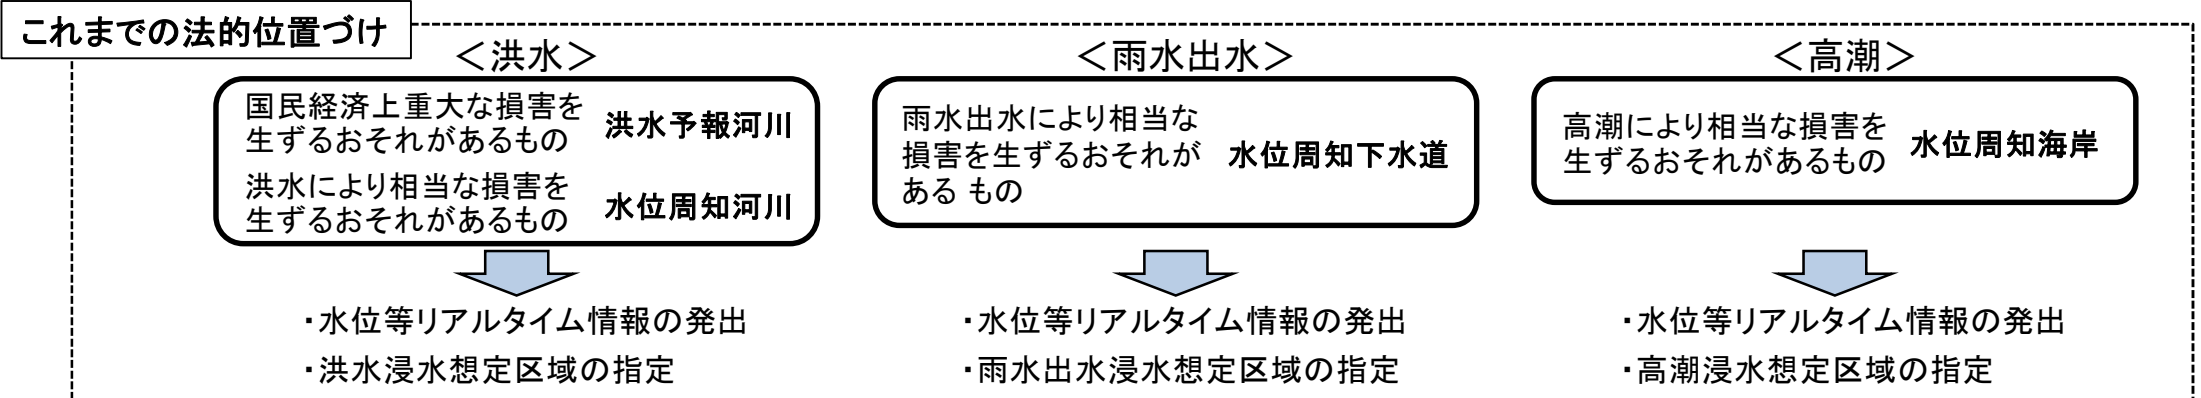 これまでの法的位置づけ
＜洪水＞
国民経済上重大な損害を
生ずるおそれがあるもの
洪水予報河川
洪水により相当な損害を
生ずるおそれがあるもの
水位周知河川
・水位等リアルタイム情報の発出
・洪水浸水想定区域の指定
＜雨水出水＞
雨水出水により相当な
損害を生ずるおそれが
ある もの
水位周知下水道
・水位等リアルタイム情報の発出
・雨水出水浸水想定区域の指定
＜高潮＞
高潮により相当な損害を
生ずるおそれがあるもの
水位周知海岸
・水位等リアルタイム情報の発出
・高潮浸水想定区域の指定